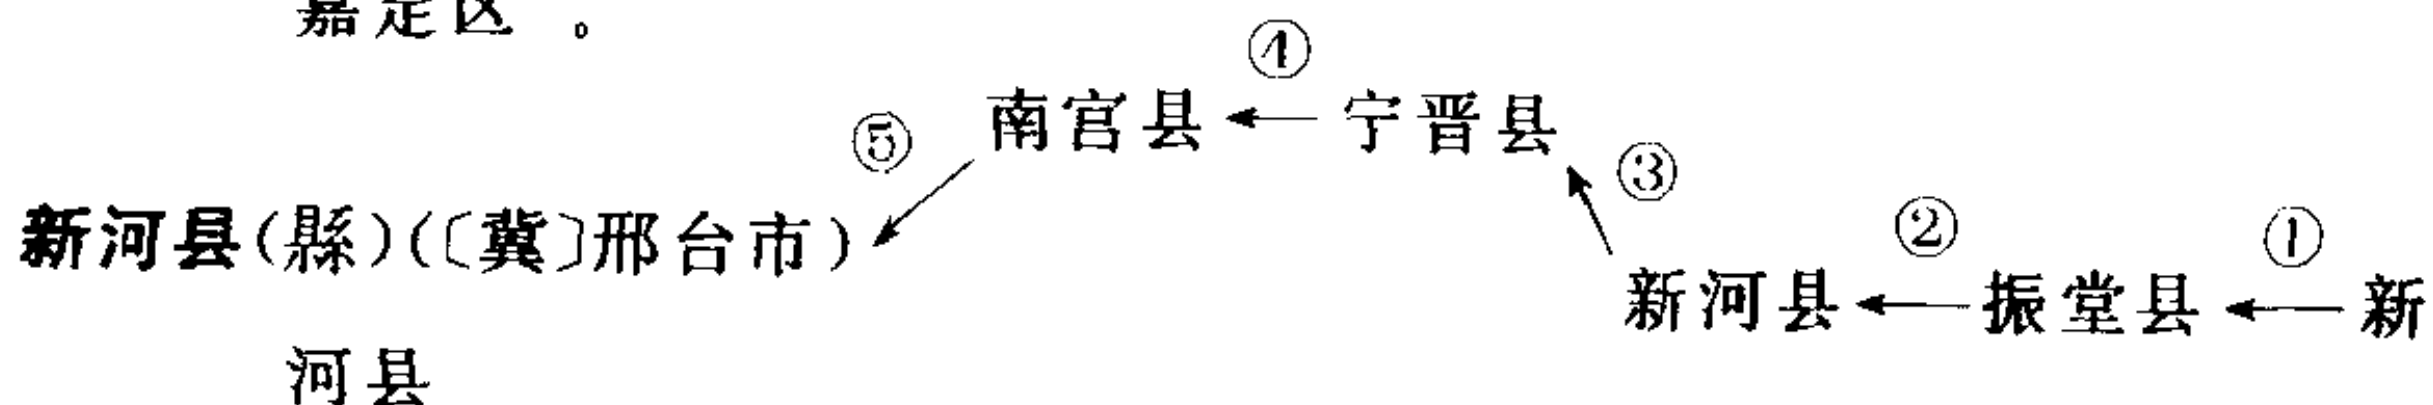 嘉定区 。
④
南宫县←宁晋县
⑤ ③
新河县(縣)(〔冀〕邢台市)
② ①
新河县←振堂县←新
河县